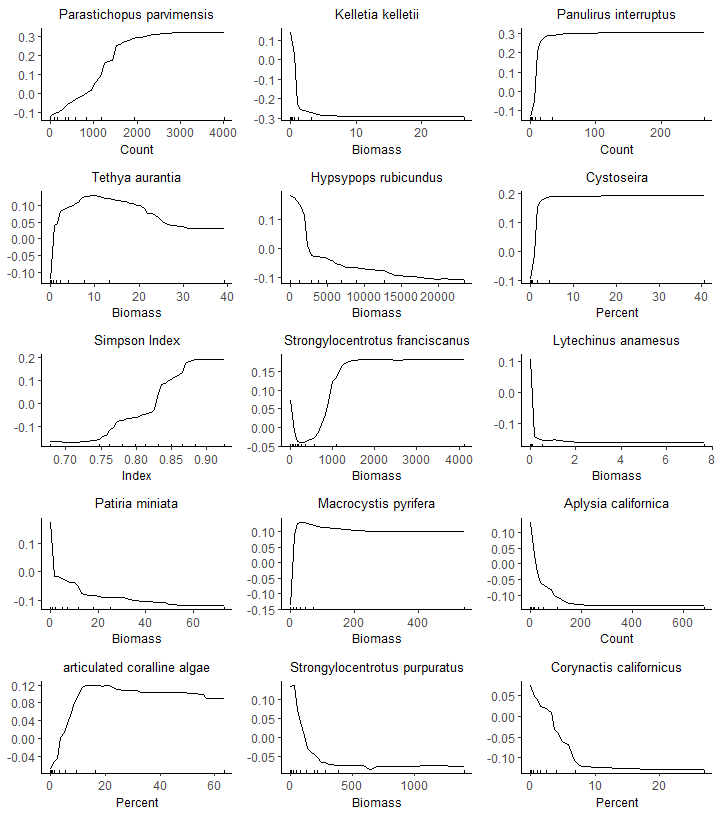 Parastichopus parvimensis
Kelletia kelletii
Panulirus interruptus
0.3
0.2
0.1
0.0
-0.1
0 1000 2000 3000 4000
Count
0.1
0.0
-0.1
-0.2
-0.3
0 20
Biomass
0.3
0.2
0.1
0.0
-0.1
0 100 200
Count
Tethya aurantia
Hypsypops rubicundus
Cystoseira
0.10
0.05
0.00
-0.05
-0.10
0 10 20 30 40
Biomass
0.1
0.0
-0.1
0 5000 10000 15000 20000
Biomass
0.2
0.1
0.0
-0.1
0 10 20 30 40
Percent
Simpson Index
Strongylocentrotus franciscanus
Lytechinus anamesus
0.2
0.1
0.0
-0.1
0.70 0.75 0.80 0.85 0.90
Index
0.15
0.10
0.05
0.00
-0.05
0 1000 2000 3000 4000
Biomass
0.1
0.0
-0.1
0 2 4 6 8
Biomass
Patiria miniata
Macrocystis pyrifera
Aplysia californica
0.1
0.0
-0.1
0 20 40 60
Biomass
0.10
0.05
0.00
-0.05
-0.10
-0.15
0 200 400
Biomass
0.10
0.05
0.00
-0.05
-0.10
0 200 400 600
Count
articulated coralline algae
Strongylocentrotus purpuratus
Corynactis californicus
0.12
0.08
0.04
0.00
-0.04
0 20 40 60
Percent
0.10
0.05
0.00
-0.05
0 500 1000
Biomass
0.05
0.00
-0.05
-0.10
0 10 20
Percent